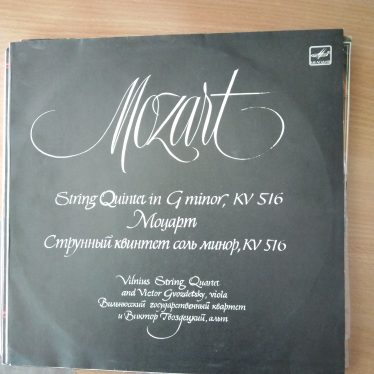 Mozart
String Quintet in G minor, KV 516
Моцарт
Струнный квинтет соль минор, KV 516
Vilnius String Quartet
and Victor Gvozdetsky, viola
Вильнюсский государственный квартет
и Виктор Гвоздецкий, альт